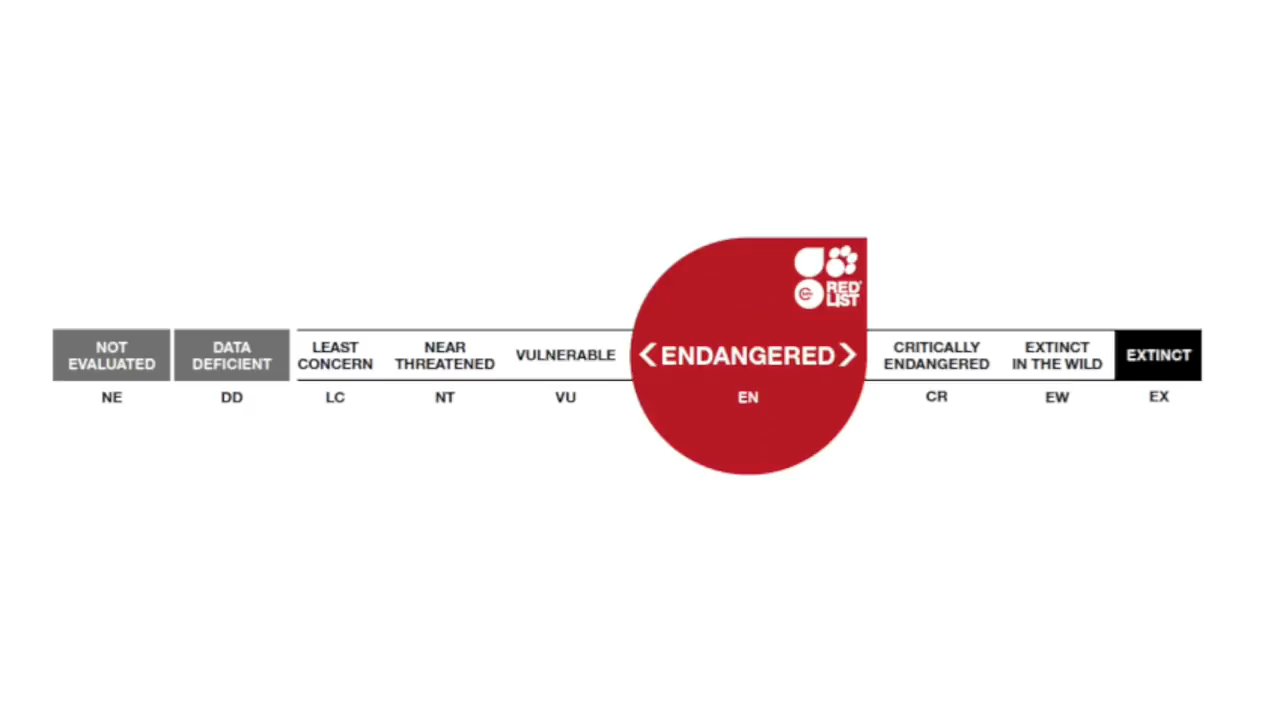 RED
LIST
NOT
EVALUATED
DATA
DEFICIENT
LEAST
CONCERN
NEAR
THREATENED
VULNERABLE
ENDANGERED
CRITICALLY
ENDANGERED
EXTINCT
IN THE WILD
EXTINCT
NE
DD
LC
NT
VU
EN
CR
EW
EX